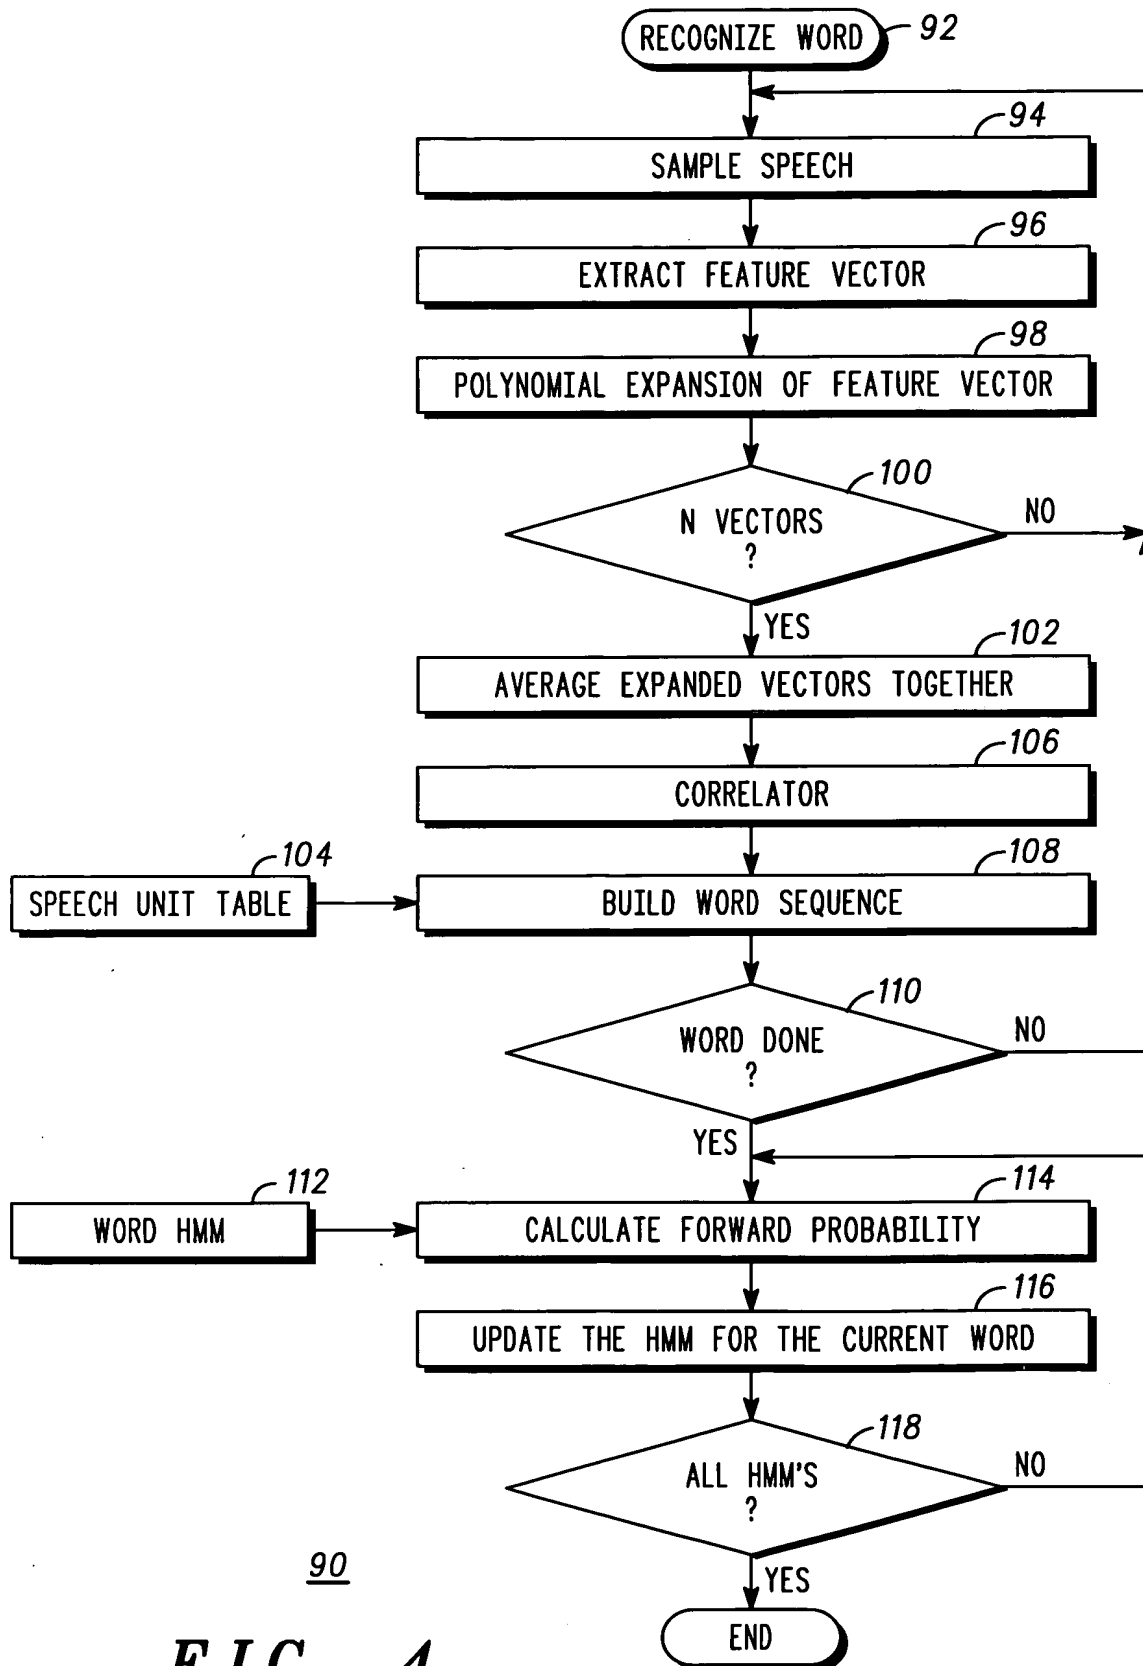 RECOGNIZE WORD
92
94
SAMPLE SPEECH
96
EXTRACT FEATURE VECTOR
98
POLYNOMIAL EXPANSION OF FEATURE VECTOR
100
N VECTORS
?
NO
YES
102
AVERAGE EXPANDED VECTORS TOGETHER
106
CORRELATOR
104
108
SPEECH UNIT TABLE
BUILD WORD SEQUENCE
110
WORD DONE
?
NO
YES
112
114
WORD HMM
CALCULATE FORWARD PROBABILITY
116
UPDATE THE HMM FOR THE CURRENT WORD
118
ALL HMM'S
?
NO
YES
90
END
FIG. 4